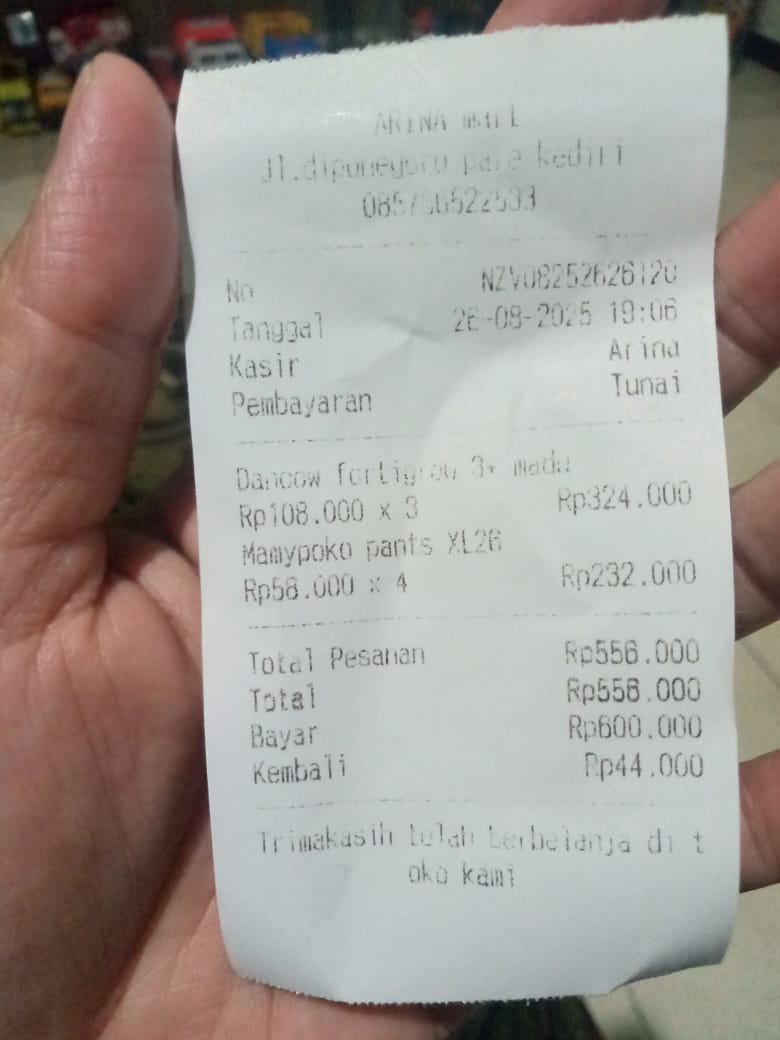 ARINA mart
Jl.diponegoro pare kediri
No NZV08252626120
Tanggal 26-08-2025 19:06
Kasir Arina
Pembayaran Tunai
Dancow fortigrow 3+ madu
Rp108.000 x 3 Rp324.000
Mamypoko pants XL26
Rp58.000 x 4 Rp232.000
Total Pesanan Rp556.000
Total Rp556.000
Bayar Rp600.000
Kembali Rp44.000
Trimakasih telah berbelanja di t
oko kami